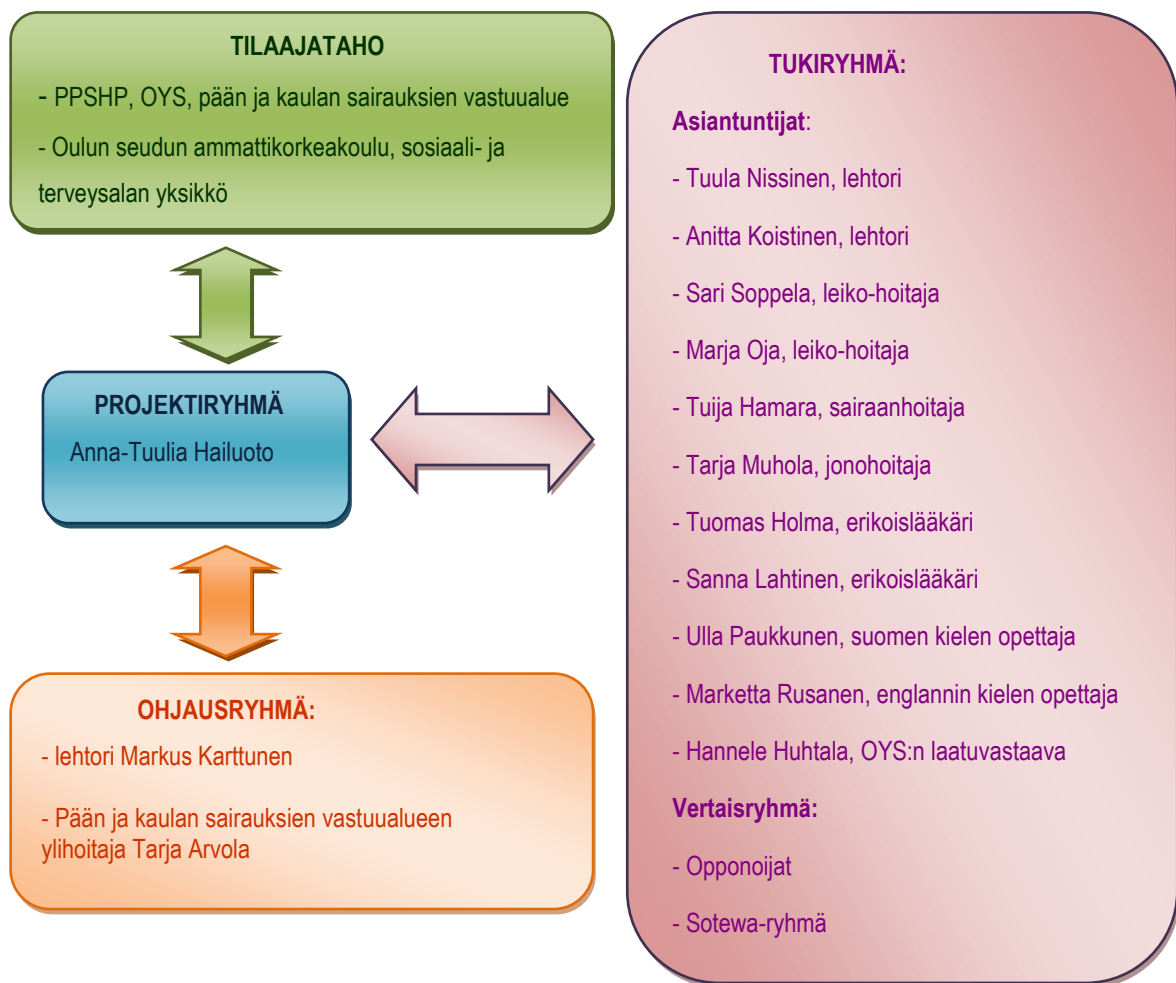 TILAAJATAHO
- PPSHP, OYS, pään ja kaulan sairauksien vastuualue
- Oulun seudun ammattikorkeakoulu, sosiaali- ja
terveysalan yksikkö
PROJEKTIRYHMÄ
Anna-Tuulia Hailuoto
OHJAUSRYHMÄ:
- lehtori Markus Karttunen
- Pään ja kaulan sairauksien vastuualueen
ylihoitaja Tarja Arvola
TUKIRYHMÄ:
Asiantuntijat:
- Tuula Nissinen, lehtori
- Anitta Koistinen, lehtori
- Sari Soppela, leiko-hoitaja
- Marja Oja, leiko-hoitaja
- Tuija Hamara, sairaanhoitaja
- Tarja Muhola, jonohoitaja
- Tuomas Holma, erikoislääkäri
- Sanna Lahtinen, erikoislääkäri
- Ulla Paukkunen, suomen kielen opettaja
- Marketta Rusanen, englannin kielen opettaja
- Hannele Huhtala, OYS:n laatuvastaava
Vertaisryhmä:
- Opponoijat
- Sotewa-ryhmä